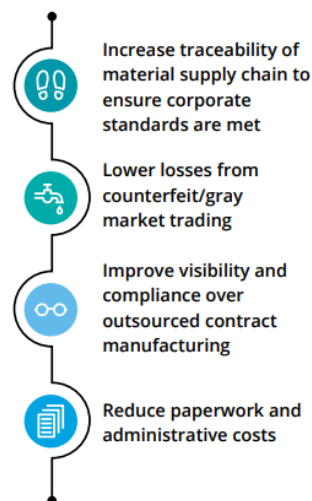 Increase traceability of
material supply chain to
ensure corporate
standards are met
Lower losses from
counterfeit/gray
market trading
Improve visibility and
compliance over
outsourced contract
manufacturing
Reduce paperwork and
administrative costs